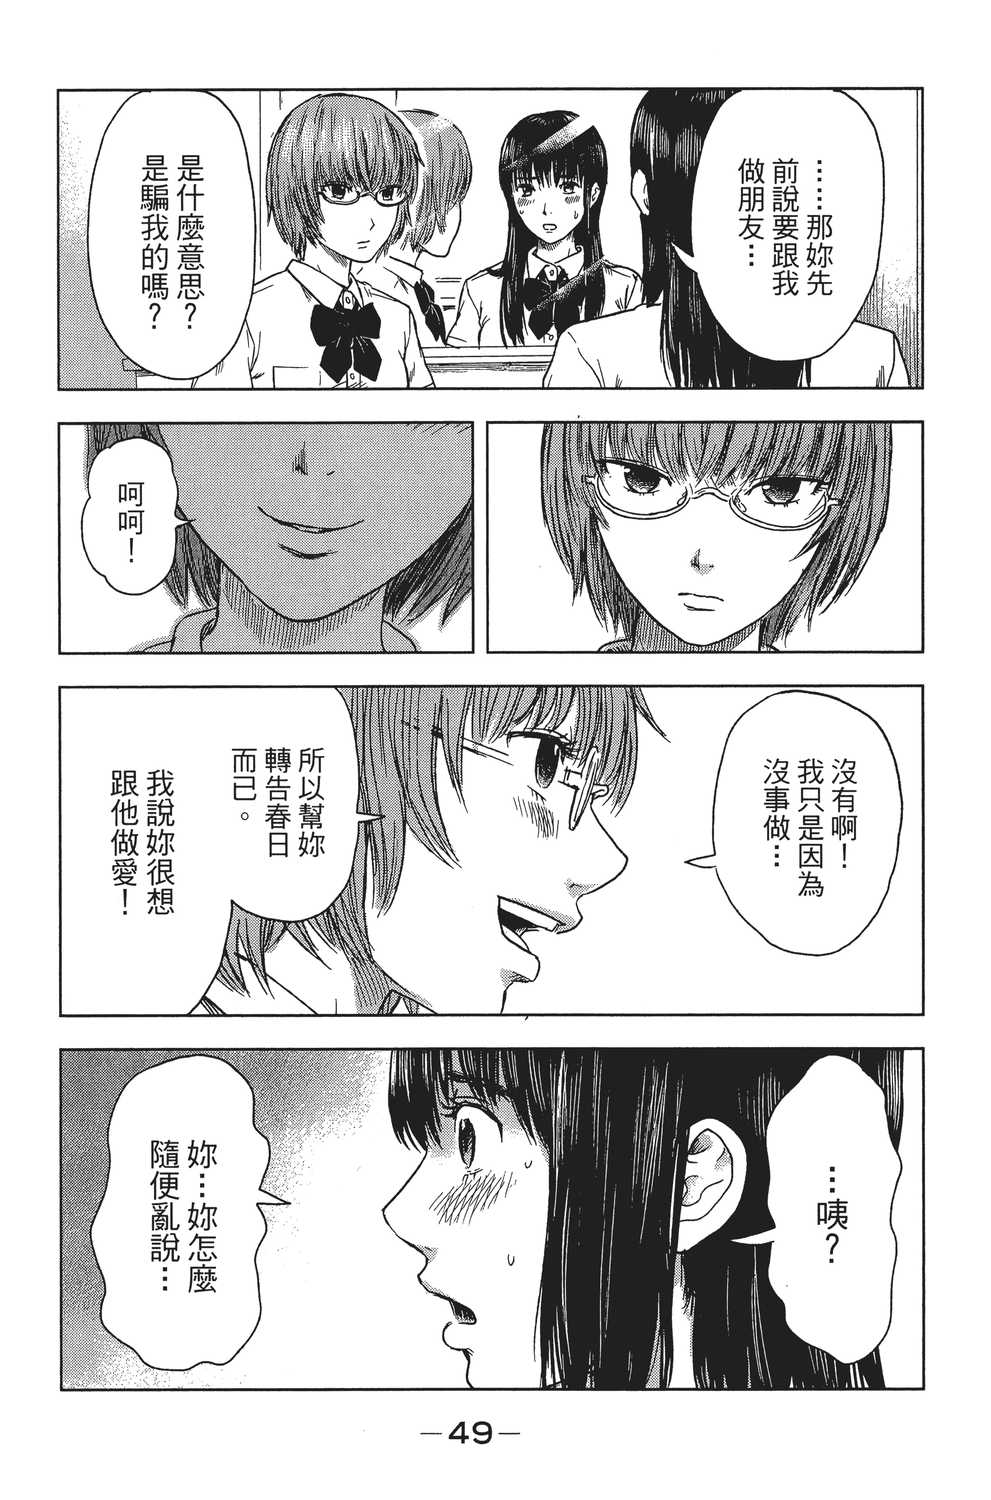 ……那妳先
前說要跟我
做朋友…
是什麼意思？
是騙我的嗎？
呵呵！
沒有啊！
我只是因為
沒事做…
所以幫妳
轉告春日
而已。
我說妳很想
跟他做愛！
…咦？
妳…妳怎麼
隨便亂說…
—49—